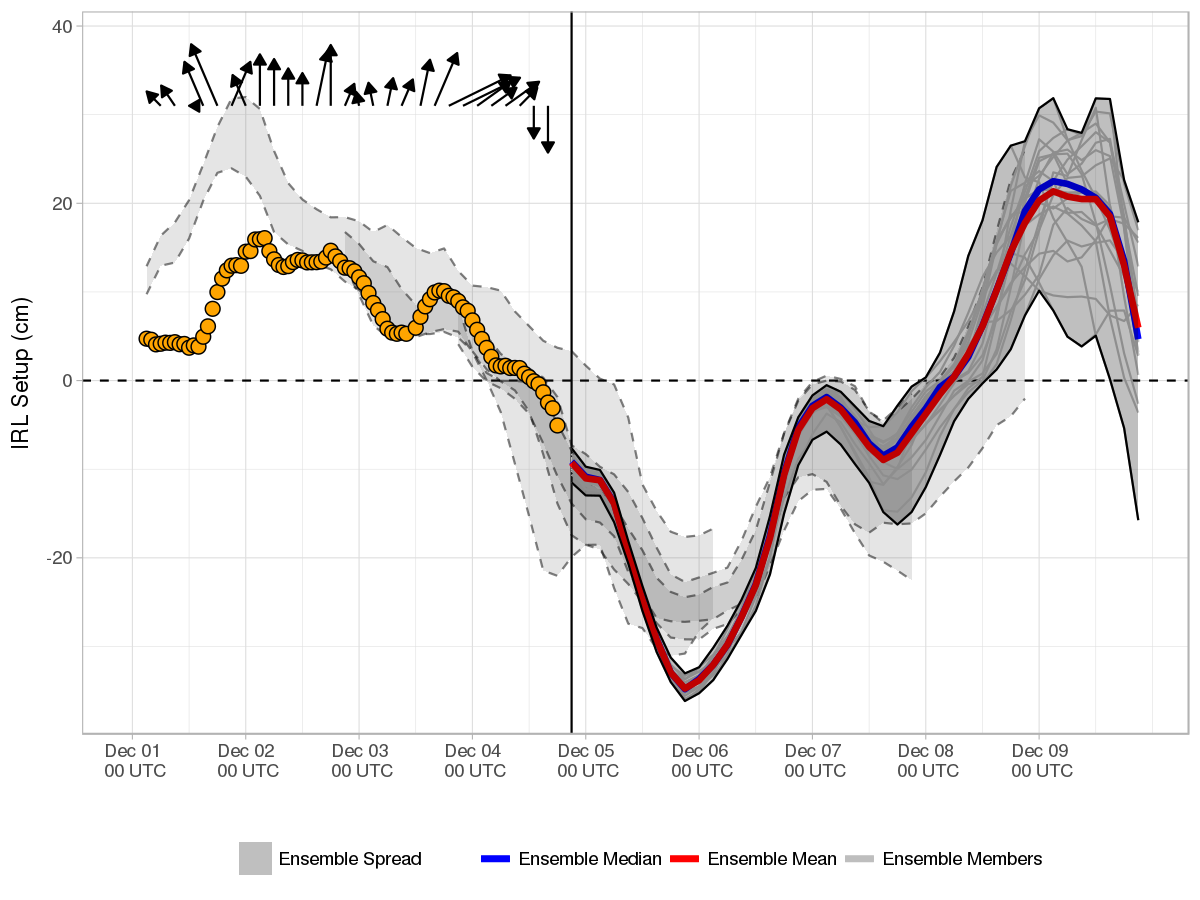 40
20
0
-20
IRL Setup (cm)
Dec 01 Dec 02 Dec 03 Dec 04 Dec 05 Dec 06 Dec 07 Dec 08 Dec 09
00 UTC 00 UTC 00 UTC 00 UTC 00 UTC 00 UTC 00 UTC 00 UTC 00 UTC
Ensemble Spread Ensemble Median Ensemble Mean Ensemble Members